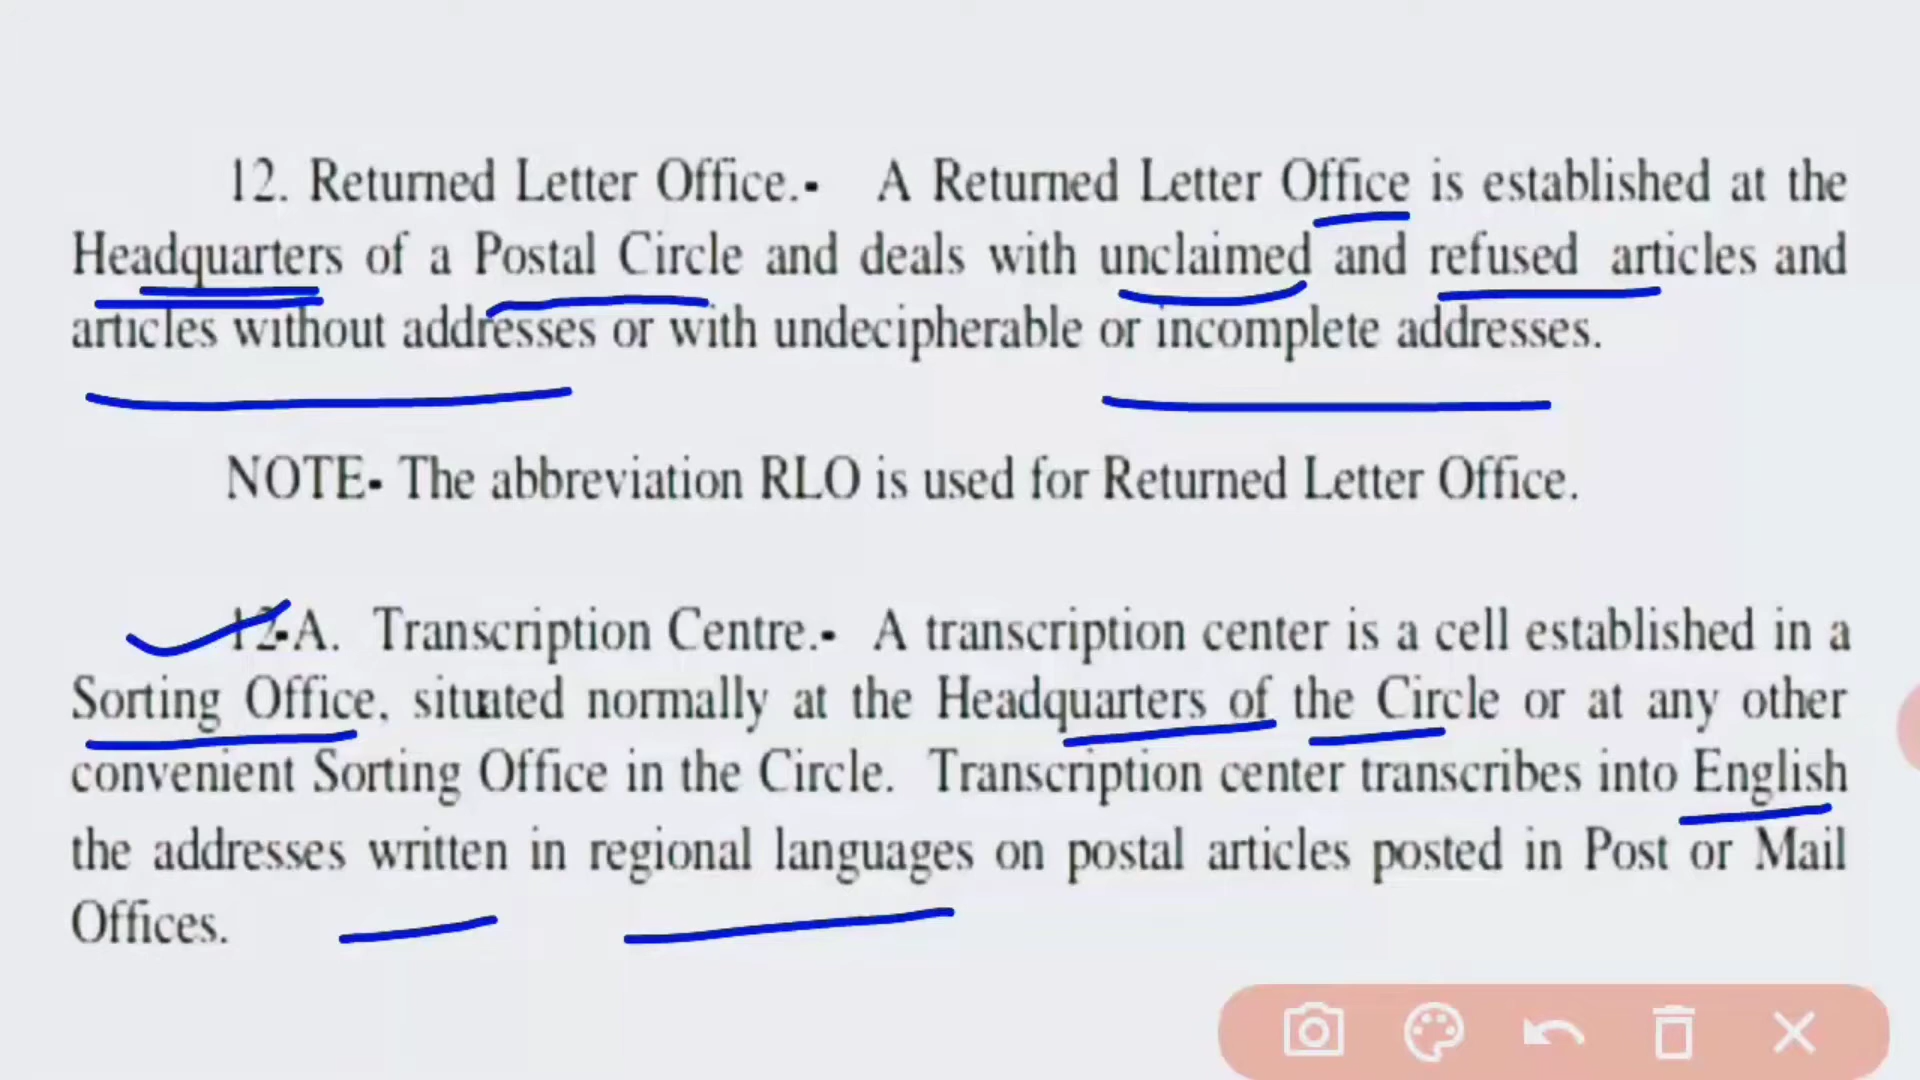 12. Returned Letter Office.- A Returned Letter Office is established at the
Headquarters of a Postal Circle and deals with unclaimed and refused articles and
articles without addresses or with undecipherable or incomplete addresses.
NOTE- The abbreviation RLO is used for Returned Letter Office.
12-A. Transcription Centre.- A transcription center is a cell established in a
Sorting Office, situated normally at the Headquarters of the Circle or at any other
convenient Sorting Office in the Circle. Transcription center transcribes into English
the addresses written in regional languages on postal articles posted in Post or Mail
Offices.